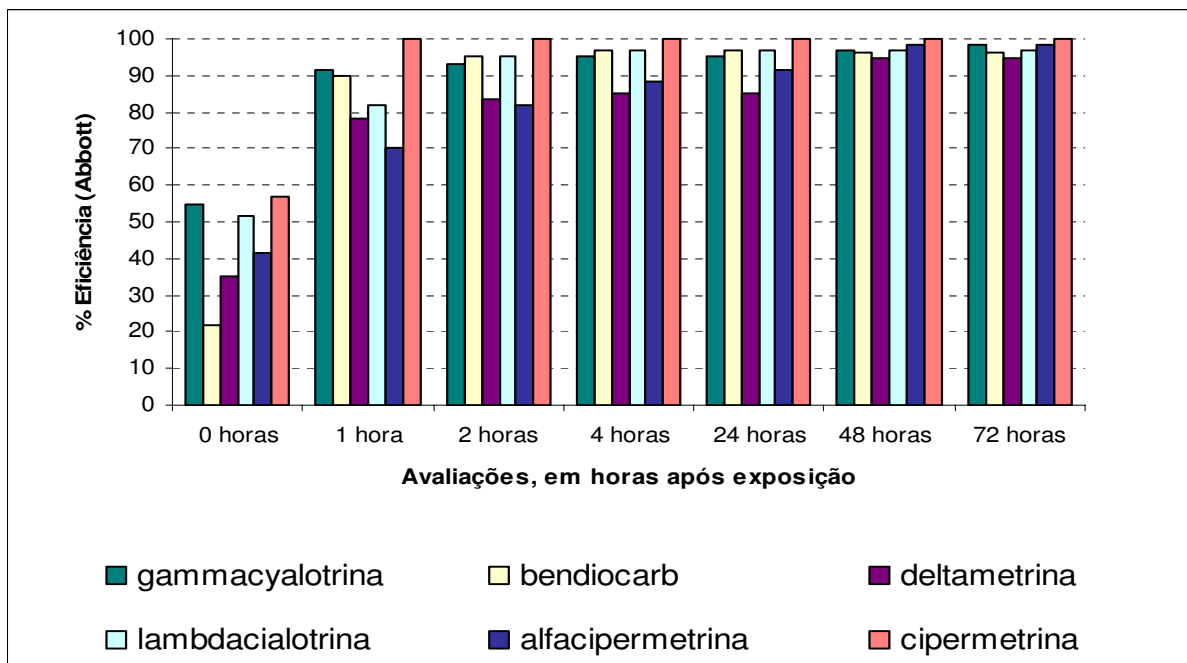 % Eficiência (Abbott)
100
90
80
70
60
50
40
30
20
10
0
0 horas 1 hora 2 horas 4 horas 24 horas 48 horas 72 horas
Avaliações, em horas após exposição
gammacyalotrina bendiocarb deltametrina
lambdacialotrina alfacipermetrina cipermetrina